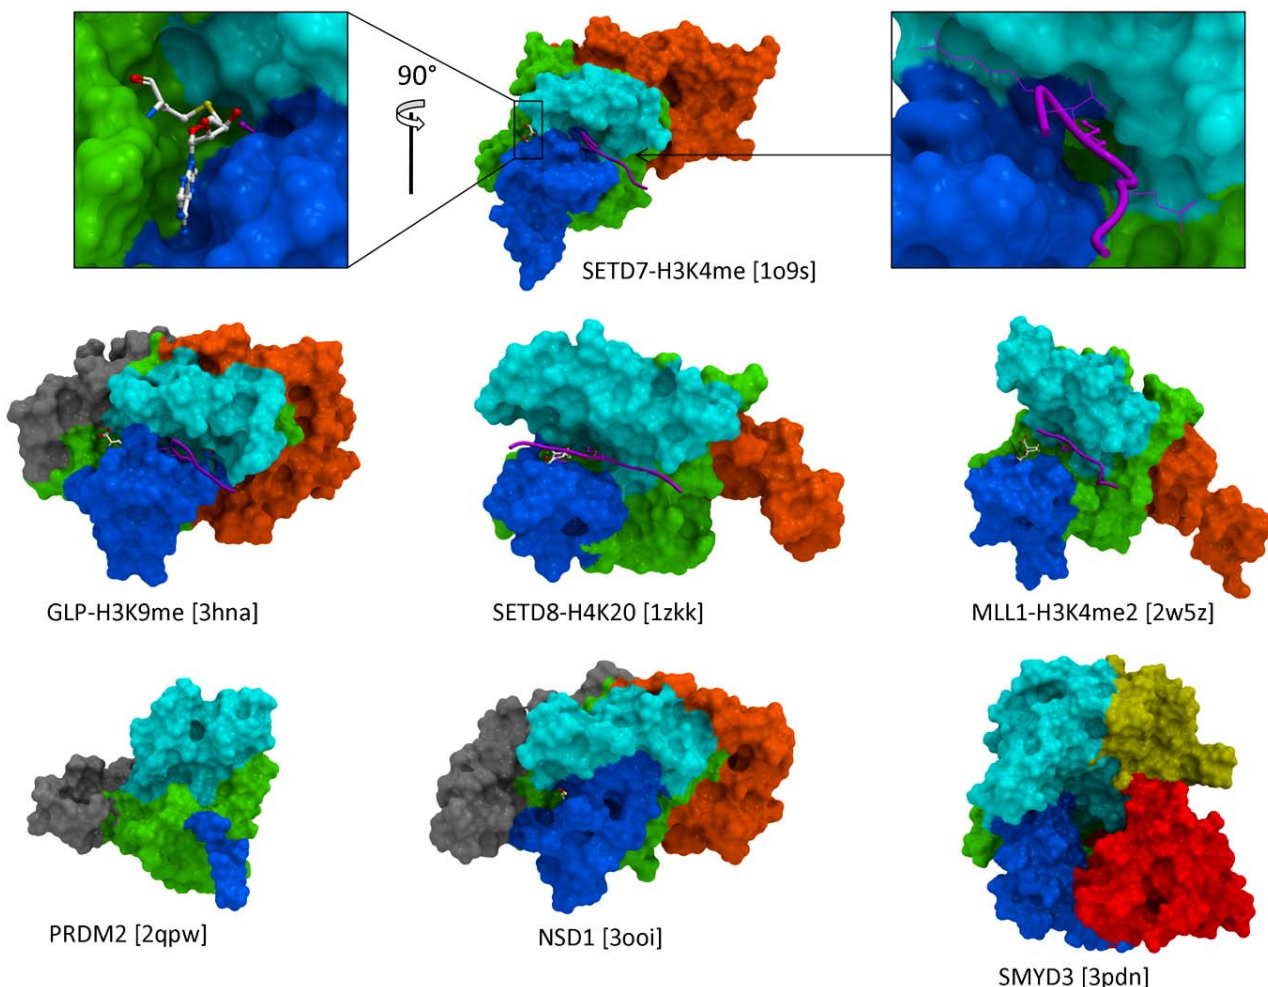 90°
SETD7-H3K4me [1o9s]
GLP-H3K9me [3hna]
SETD8-H4K20 [1zkk]
MLL1-H3K4me2 [2w5z]
PRDM2 [2qpw]
NSD1 [3ooi]
SMYD3 [3pdn]